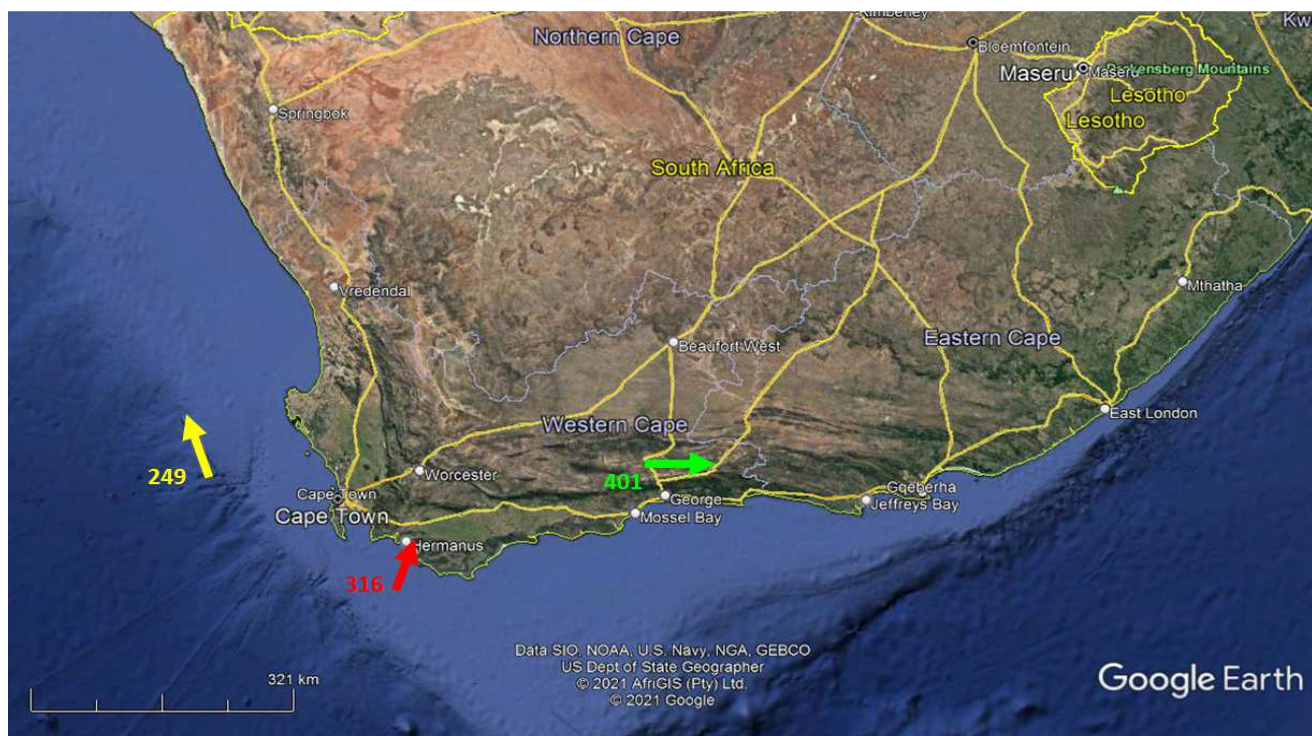 Kimberley
Kw
Northern Cape
Bloemfontein
Maseru
Maseru
Drakensberg Mountains
Lesotho
Lesotho
Springbok
South Africa
Mthatha
Vredendal
Beaufort West
Eastern Cape
East London
Western Cape
249
Worcester
401
Cape Town
Cape Town
George
Mossel Bay
Gqeberha
Jeffreys Bay
Hermanus
316
Data SIO, NOAA, U.S. Navy, NGA, GEBCO
US Dept of State Geographer
© 2021 AfriGIS (Pty) Ltd.
© 2021 Google
321 km
Google Earth